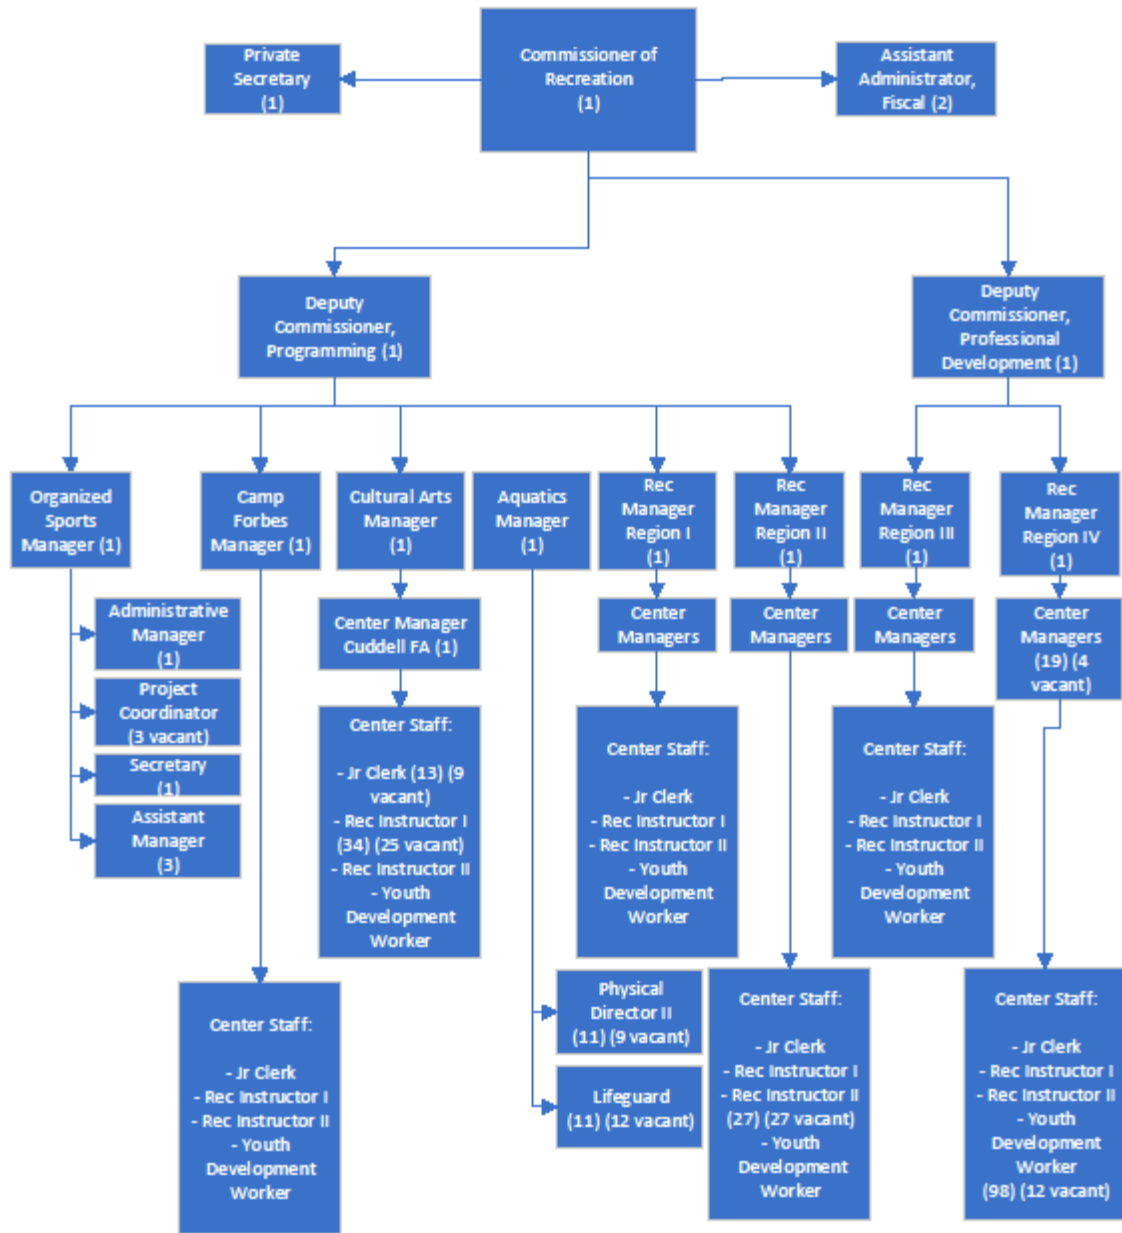 Private
Secretary
(1)
Commissioner of
Recreation
(1)
Assistant
Administrator,
Fiscal (2)
Deputy
Commissioner,
Programming (1)
Deputy
Commissioner,
Professional
Development (1)
Organized
Sports
Manager (1)
Camp
Forbes
Manager (1)
Cultural Arts
Manager
(1)
Aquatics
Manager
(1)
Rec
Manager
Region I
(1)
Rec
Manager
Region II
(1)
Rec
Manager
Region III
(1)
Rec
Manager
Region IV
(1)
Administrative
Manager
(1)
Project
Coordinator
(3 vacant)
Secretary
(1)
Assistant
Manager
(3)
Center Manager
Cuddell FA (1)
Center
Managers
Center
Managers
Center
Managers
Center
Managers
(19) (4
vacant)
Center Staff:
- Jr Clerk (13) (9
vacant)
- Rec Instructor I
(34) (25 vacant)
- Rec Instructor II
- Youth
Development
Worker
Center Staff:
- Jr Clerk
- Rec Instructor I
- Rec Instructor II
- Youth
Development
Worker
Center Staff:
- Jr Clerk
- Rec Instructor I
- Rec Instructor II
- Youth
Development
Worker
Center Staff:
- Jr Clerk
- Rec Instructor I
- Rec Instructor II
- Youth
Development
Worker
Physical
Director II
(11) (9 vacant)
Lifeguard
(11) (12 vacant)
Center Staff:
- Jr Clerk
- Rec Instructor I
- Rec Instructor II
(27) (27 vacant)
- Youth
Development
Worker
Center Staff:
- Jr Clerk
- Rec Instructor I
- Rec Instructor II
- Youth
Development
Worker
(98) (12 vacant)